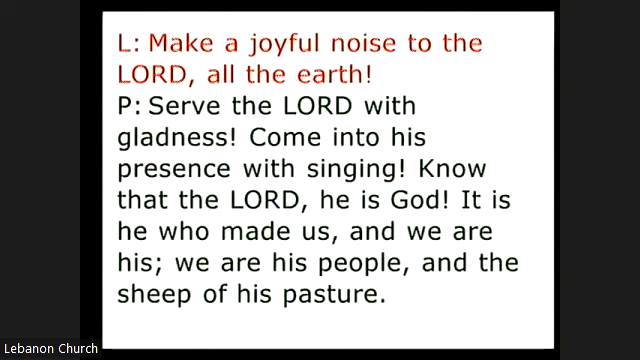 L: Make a joyful noise to the
LORD, all the earth!
P: Serve the LORD with
gladness! Come into his
presence with singing! Know
that the LORD, he is God! It is
he who made us, and we are
his; we are his people, and the
sheep of his pasture.
Lebanon Church